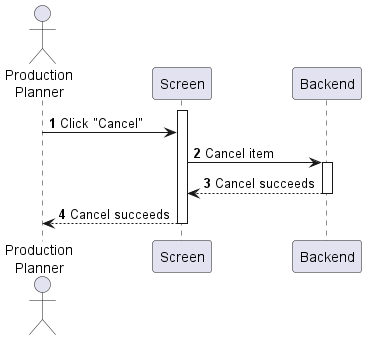 Production
Planner
Screen
Backend
1 Click "Cancel"
2 Cancel item
3 Cancel succeeds
4 Cancel succeeds
Production
Planner
Screen
Backend